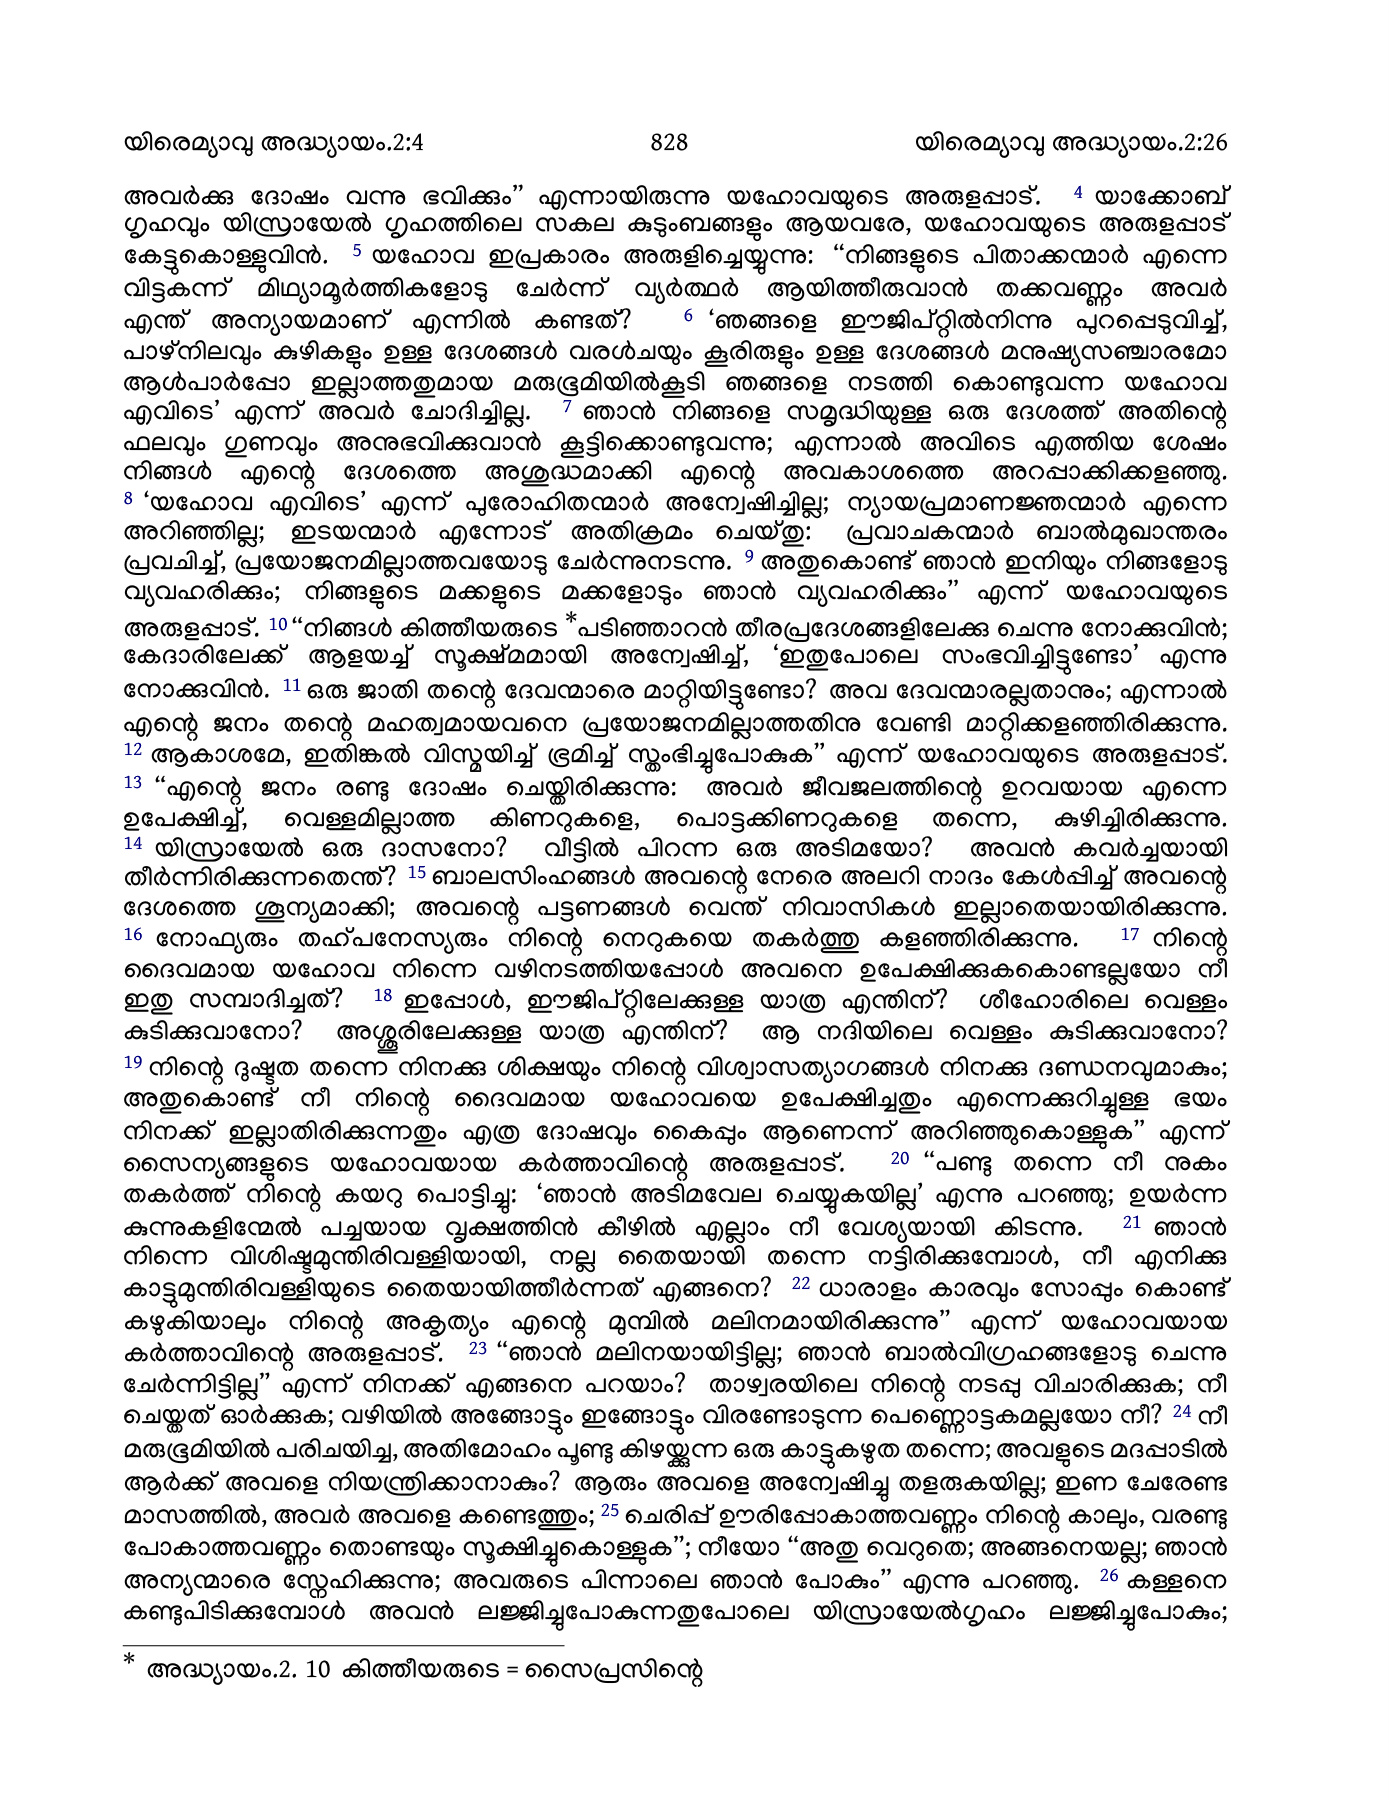 യിരെമ്യാവു അദ്ധ്യായം.2:4 828 യിരെമ്യാവു അദ്ധ്യായം.2:26
അവർക്കു ദോഷം വന്നു ഭവിക്കും” എന്നായിരുന്നു യഹോവയുടെ അരുളപ്പാട്. 4 യാക്കോബ്
ഗൃഹവും യിസ്രായേൽ ഗൃഹത്തിലെ സകല കുടുംബങ്ങളും ആയവരേ, യഹോവയുടെ അരുളപ്പാട്
കേട്ടുകൊള്ളുവിൻ. 5 യഹോവ ഇപ്രകാരം അരുളിച്ചെയ്യുന്നു: “നിങ്ങളുടെ പിതാക്കന്മാർ എന്നെ
വിട്ടകന്ന് മിഥ്യാമൂർത്തികളോടു ചേർന്ന് വ്യർത്ഥർ ആയിത്തീരുവാൻ തക്കവണ്ണം അവർ
എന്ത് അന്യായമാണ് എന്നിൽ കണ്ടത്? 6 ‘ഞങ്ങളെ ഈജിപ്റ്റിൽനിന്നു പുറപ്പെടുവിച്ച്,
പാഴ്നിലവും കുഴികളും ഉള്ള ദേശങ്ങൾ വരൾചയും കൂരിരുളും ഉള്ള ദേശങ്ങൾ മനുഷ്യസഞ്ചാരമോ
ആൾപാർപ്പോ ഇല്ലാത്തതുമായ മരുഭൂമിയിൽകൂടി ഞങ്ങളെ നടത്തി കൊണ്ടുവന്ന യഹോവ
എവിടെ’ എന്ന് അവർ ചോദിച്ചില്ല. 7 ഞാൻ നിങ്ങളെ സമൃദ്ധിയുള്ള ഒരു ദേശത്ത് അതിന്റെ
ഫലവും ഗുണവും അനുഭവിക്കുവാൻ കൂട്ടിക്കൊണ്ടുവന്നു; എന്നാൽ അവിടെ എത്തിയ ശേഷം
നിങ്ങൾ എന്റെ ദേശത്തെ അശുദ്ധമാക്കി എന്റെ അവകാശത്തെ അറപ്പാക്കിക്കളഞ്ഞു.
8 ‘യഹോവ എവിടെ’ എന്ന് പുരോഹിതന്മാർ അന്വേഷിച്ചില്ല; ന്യായപ്രമാണജ്ഞന്മാർ എന്നെ
അറിഞ്ഞില്ല; ഇടയന്മാർ എന്നോട് അതിക്രമം ചെയ്തു: പ്രവാചകന്മാർ ബാൽമുഖാന്തരം
പ്രവചിച്ച്, പ്രയോജനമില്ലാത്തവയോടു ചേർന്നുനടന്നു. 9 അതുകൊണ്ട് ഞാൻ ഇനിയും നിങ്ങളോടു
വ്യവഹരിക്കും; നിങ്ങളുടെ മക്കളുടെ മക്കളോടും ഞാൻ വ്യവഹരിക്കും” എന്ന് യഹോവയുടെ
അരുളപ്പാട്. 10 “നിങ്ങൾ കിത്തീയരുടെ *പടിഞ്ഞാറൻ തീരപ്രദേശങ്ങളിലേക്കു ചെന്നു നോക്കുവിൻ;
കേദാരിലേക്ക് ആളയച്ച് സൂക്ഷ്മമായി അന്വേഷിച്ച്, ‘ഇതുപോലെ സംഭവിച്ചിട്ടുണ്ടോ’ എന്നു
നോക്കുവിൻ. 11 ഒരു ജാതി തന്റെ ദേവന്മാരെ മാറ്റിയിട്ടുണ്ടോ? അവ ദേവന്മാരല്ലതാനും; എന്നാൽ
എന്റെ ജനം തന്റെ മഹത്വമായവനെ പ്രയോജനമില്ലാത്തതിനു വേണ്ടി മാറ്റിക്കളഞ്ഞിരിക്കുന്നു.
12 ആകാശമേ, ഇതിങ്കൽ വിസ്മയിച്ച് ഭ്രമിച്ച് സ്തംഭിച്ചുപോകുക” എന്ന് യഹോവയുടെ അരുളപ്പാട്.
13 “എന്റെ ജനം രണ്ടു ദോഷം ചെയ്തിരിക്കുന്നു: അവർ ജീവജലത്തിന്റെ ഉറവയായ എന്നെ
ഉപേക്ഷിച്ച്, വെള്ളമില്ലാത്ത കിണറുകളെ, പൊട്ടക്കിണറുകളെ തന്നെ, കുഴിച്ചിരിക്കുന്നു.
14 യിസ്രായേൽ ഒരു ദാസനോ? വീട്ടിൽ പിറന്ന ഒരു അടിമയോ? അവൻ കവർച്ചയായി
തീർന്നിരിക്കുന്നതെന്ത്? 15 ബാലസിംഹങ്ങൾ അവന്റെ നേരെ അലറി നാദം കേൾപ്പിച്ച് അവന്റെ
ദേശത്തെ ശൂന്യമാക്കി; അവന്റെ പട്ടണങ്ങൾ വെന്ത് നിവാസികൾ ഇല്ലാതെയായിരിക്കുന്നു.
16 നോഫ്യരും തഹ്പനേസ്യരും നിന്റെ നെറുകയെ തകർത്തു കളഞ്ഞിരിക്കുന്നു. 17 നിന്റെ
ദൈവമായ യഹോവ നിന്നെ വഴിനടത്തിയപ്പോൾ അവനെ ഉപേക്ഷിക്കുകകൊണ്ടല്ലയോ നീ
ഇതു സമ്പാദിച്ചത്? 18 ഇപ്പോൾ, ഈജിപ്റ്റിലേക്കുള്ള യാത്ര എന്തിന്? ശീഹോരിലെ വെള്ളം
കുടിക്കുവാനോ? അശ്ശൂരിലേക്കുള്ള യാത്ര എന്തിന്? ആ നദിയിലെ വെള്ളം കുടിക്കുവാനോ?
19 നിന്റെ ദുഷ്ടത തന്നെ നിനക്കു ശിക്ഷയും നിന്റെ വിശ്വാസത്യാഗങ്ങൾ നിനക്കു ദണ്ഡനവുമാകും;
അതുകൊണ്ട് നീ നിന്റെ ദൈവമായ യഹോവയെ ഉപേക്ഷിച്ചതും എന്നെക്കുറിച്ചുള്ള ഭയം
നിനക്ക് ഇല്ലാതിരിക്കുന്നതും എത്ര ദോഷവും കൈപ്പും ആണെന്ന് അറിഞ്ഞുകൊള്ളുക” എന്ന്
സൈന്യങ്ങളുടെ യഹോവയായ കർത്താവിന്റെ അരുളപ്പാട്. 20 “പണ്ടു തന്നെ നീ നുകം
തകർത്ത് നിന്റെ കയറു പൊട്ടിച്ചു: ‘ഞാൻ അടിമവേല ചെയ്യുകയില്ല’ എന്നു പറഞ്ഞു; ഉയർന്ന
കുന്നുകളിന്മേൽ പച്ചയായ വൃക്ഷത്തിൻ കീഴിൽ എല്ലാം നീ വേശ്യയായി കിടന്നു. 21 ഞാൻ
നിന്നെ വിശിഷ്ടമുന്തിരിവള്ളിയായി, നല്ല തൈയായി തന്നെ നട്ടിരിക്കുമ്പോൾ, നീ എനിക്കു
കാട്ടുമുന്തിരിവള്ളിയുടെ തൈയായിത്തീർന്നത് എങ്ങനെ? 22 ധാരാളം കാരവും സോപ്പും കൊണ്ട്
കഴുകിയാലും നിന്റെ അകൃത്യം എന്റെ മുമ്പിൽ മലിനമായിരിക്കുന്നു” എന്ന് യഹോവയായ
കർത്താവിന്റെ അരുളപ്പാട്. 23 “ഞാൻ മലിനയായിട്ടില്ല; ഞാൻ ബാൽവിഗ്രഹങ്ങളോടു ചെന്നു
ചേർന്നിട്ടില്ല” എന്ന് നിനക്ക് എങ്ങനെ പറയാം? താഴ്വരയിലെ നിന്റെ നടപ്പു വിചാരിക്കുക; നീ
ചെയ്തത് ഓർക്കുക; വഴിയിൽ അങ്ങോട്ടും ഇങ്ങോട്ടും വിരണ്ടോടുന്ന പെണ്ണൊട്ടകമല്ലയോ നീ? 24 നീ
മരുഭൂമിയിൽ പരിചയിച്ച, അതിമോഹം പൂണ്ടു കിഴയ്ക്കുന്ന ഒരു കാട്ടുകഴുത തന്നെ; അവളുടെ മദപ്പാടിൽ
ആർക്ക് അവളെ നിയന്ത്രിക്കാനാകും? ആരും അവളെ അന്വേഷിച്ചു തളരുകയില്ല; ഇണ ചേരേണ്ട
മാസത്തിൽ, അവർ അവളെ കണ്ടെത്തും; 25 ചെരിപ്പ് ഊരിപ്പോകാത്തവണ്ണം നിന്റെ കാലും, വരണ്ടു
പോകാത്തവണ്ണം തൊണ്ടയും സൂക്ഷിച്ചുകൊള്ളുക”; നീയോ “അതു വെറുതെ; അങ്ങനെയല്ല; ഞാൻ
അന്യന്മാരെ സ്നേഹിക്കുന്നു; അവരുടെ പിന്നാലെ ഞാൻ പോകും” എന്നു പറഞ്ഞു. 26 കള്ളനെ
കണ്ടുപിടിക്കുമ്പോൾ അവൻ ലജ്ജിച്ചുപോകുന്നതുപോലെ യിസ്രായേൽഗൃഹം ലജ്ജിച്ചുപോകും;
* അദ്ധ്യായം.2. 10 കിത്തീയരുടെ = സൈപ്രസിന്റെ